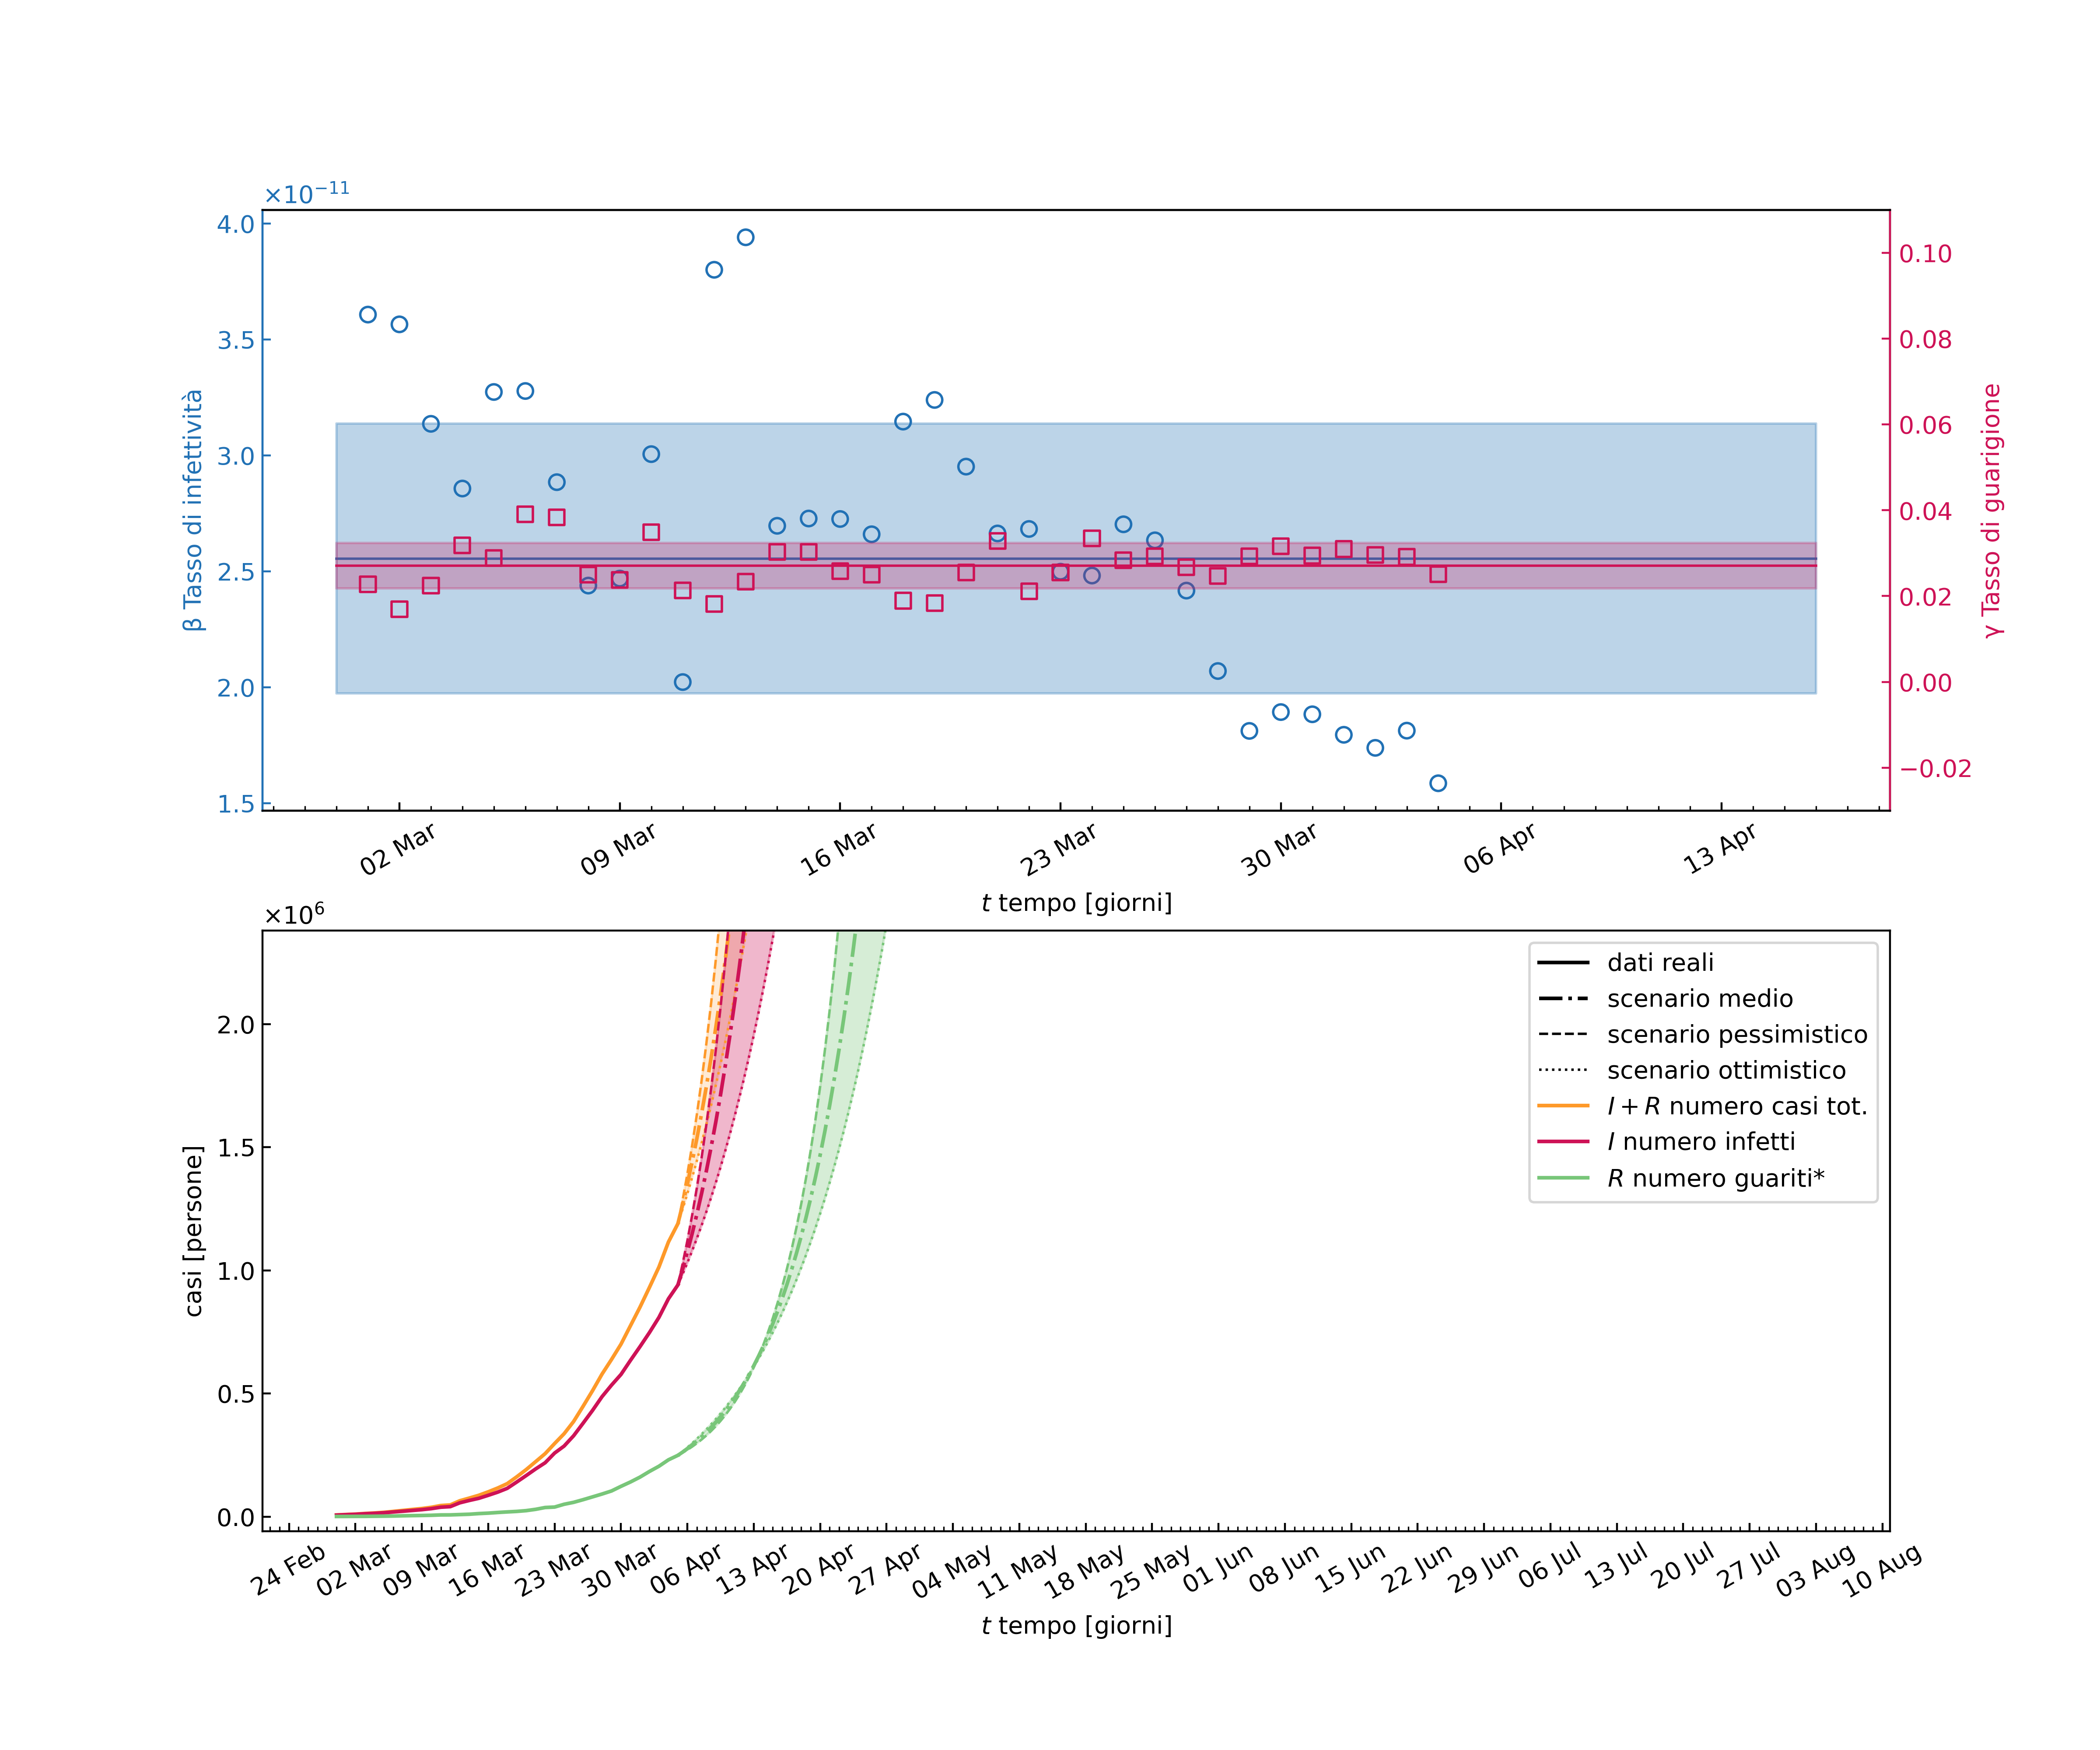 ×10⁻¹¹
4.0
3.5
3.0
2.5
2.0
1.5
β Tasso di infettività
0.10
0.08
0.06
0.04
0.02
0.00
−0.02
γ Tasso di guarigione
02 Mar 09 Mar 16 Mar 23 Mar 30 Mar 06 Apr 13 Apr
t tempo [giorni]
×10⁶
2.0
1.5
1.0
0.5
0.0
casi [persone]
dati reali
scenario medio
scenario pessimistico
scenario ottimistico
I + R numero casi tot.
I numero infetti
R numero guariti*
24 Feb 02 Mar 09 Mar 16 Mar 23 Mar 30 Mar 06 Apr 13 Apr 20 Apr 27 Apr 04 May 11 May 18 May 25 May 01 Jun 08 Jun 15 Jun 22 Jun 29 Jun 06 Jul 13 Jul 20 Jul 27 Jul 03 Aug 10 Aug
t tempo [giorni]